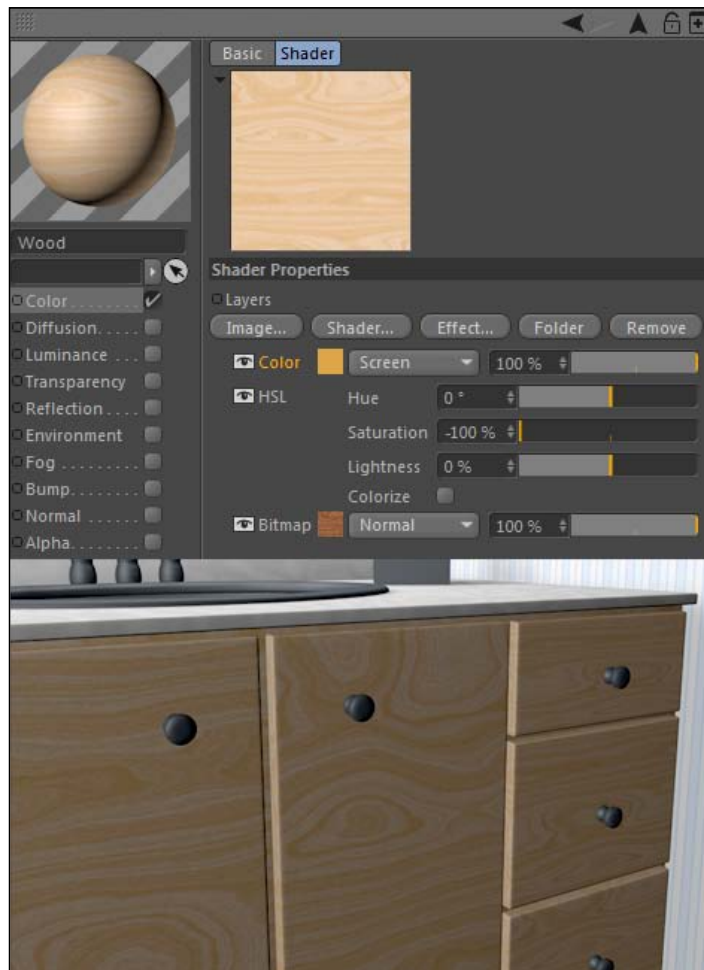 Basic Shader
Wood
Shader Properties
Layers
Image... Shader... Effect... Folder Remove
Color
Diffusion
Luminance
Transparency
Reflection
Environment
Fog
Bump
Normal
Alpha
Color Screen 100 %
HSL Hue 0 °
Saturation -100 %
Lightness 0 %
Colorize
Bitmap Normal 100 %